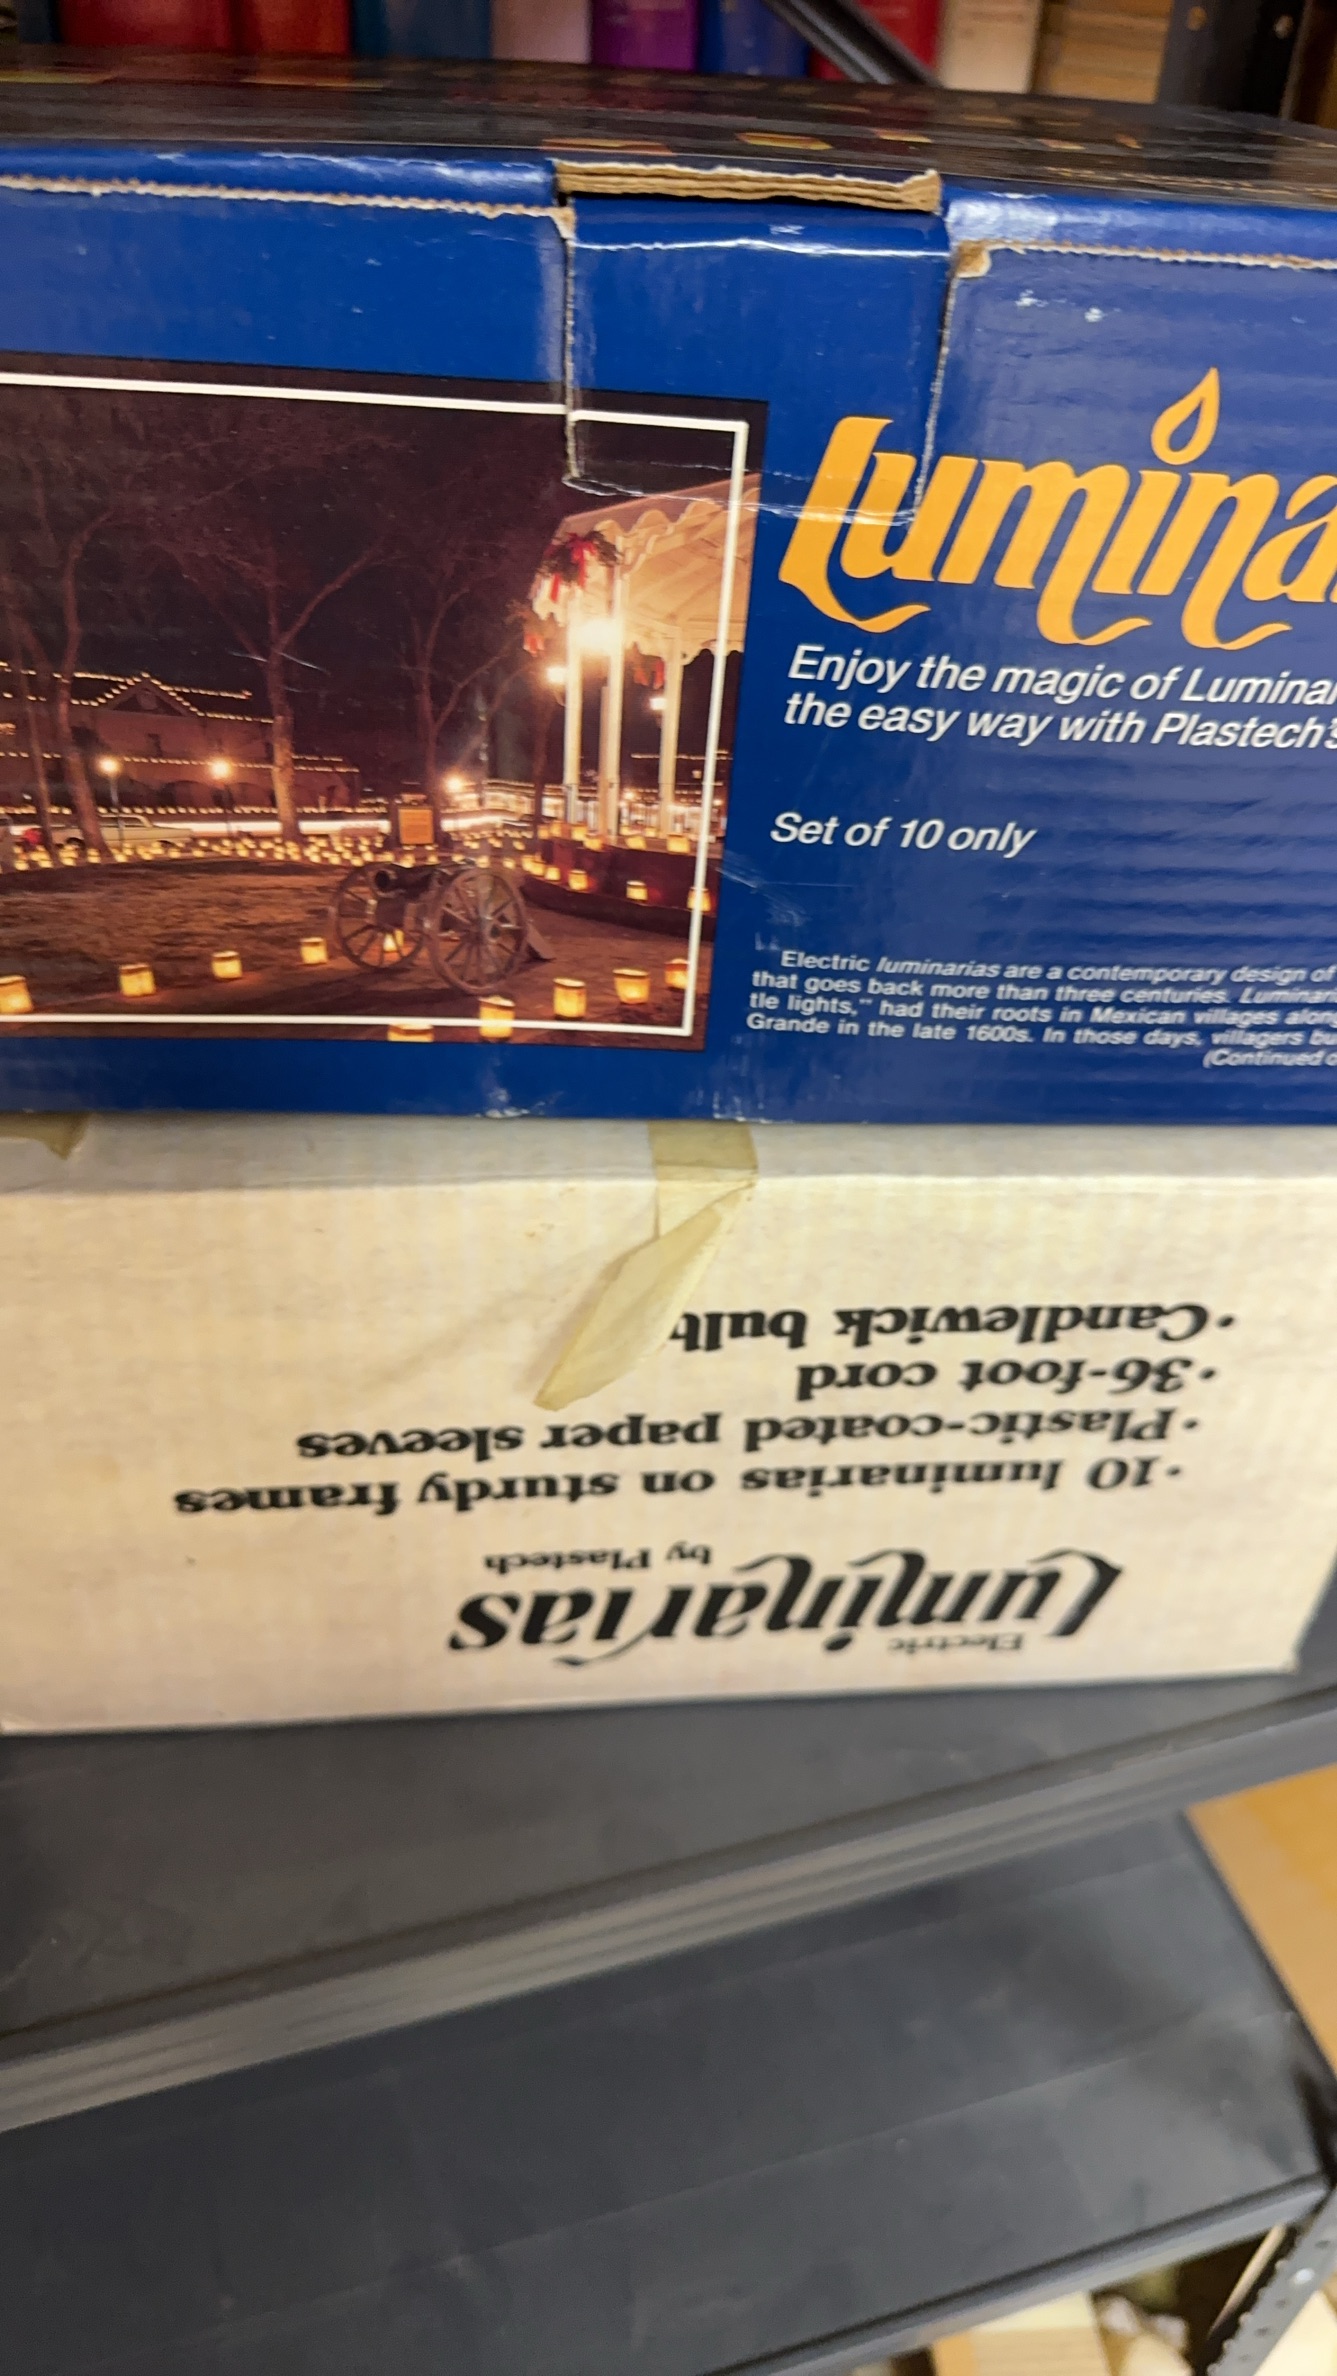 Lumina
Enjoy the magic of Luminar
the easy way with Plastech's
Set of 10 only
Electric luminarias are a contemporary design of
that goes back more than three centuries. Luminari
tle lights," had their roots in Mexican villages alon
Grande in the late 1600s. In those days, villagers bu
(Continued o
Electric
Luminarias
by Plastech
·10 luminarias on sturdy frames
·Plastic-coated paper sleeves
·36-foot cord
·Candlewick bulb